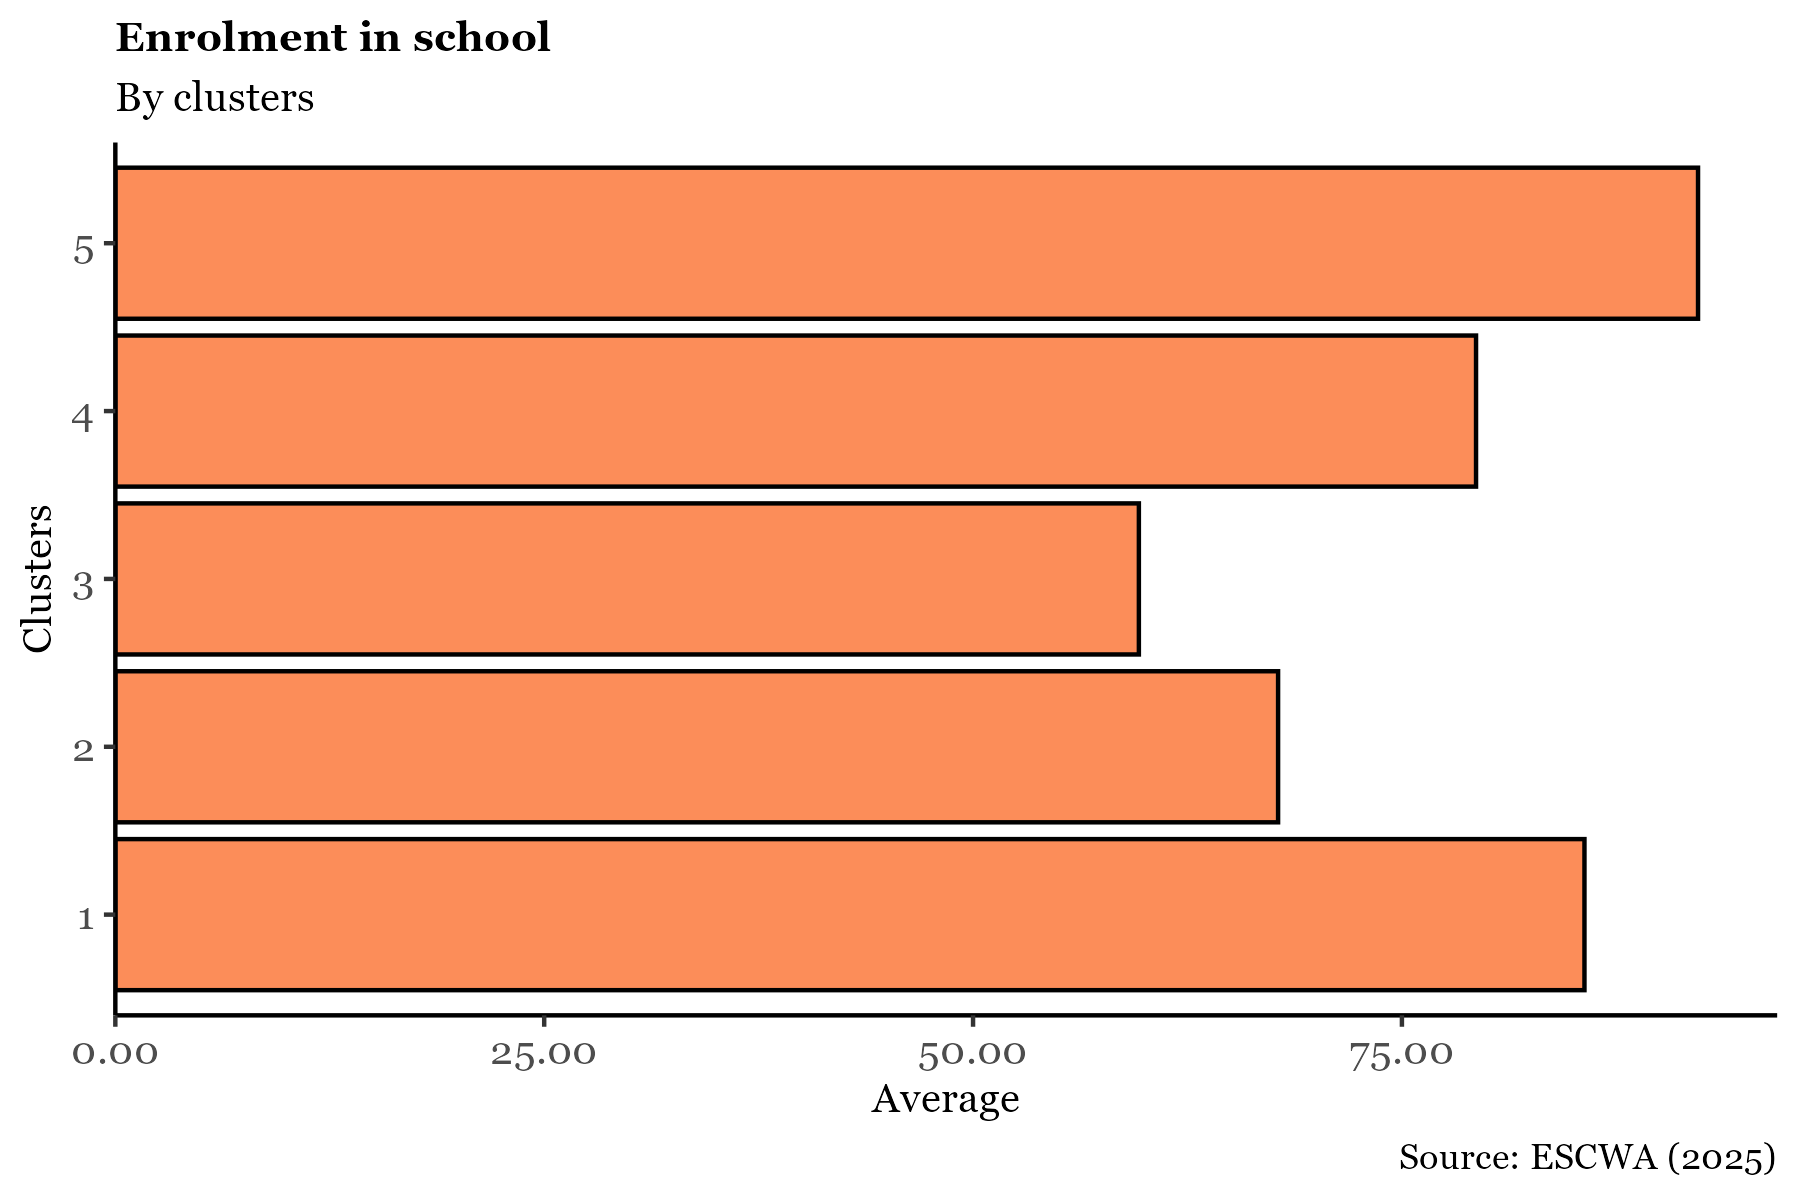 Enrolment in school
By clusters
5
4
3
2
1
Clusters
0.00 25.00 50.00 75.00
Average
Source: ESCWA (2025)